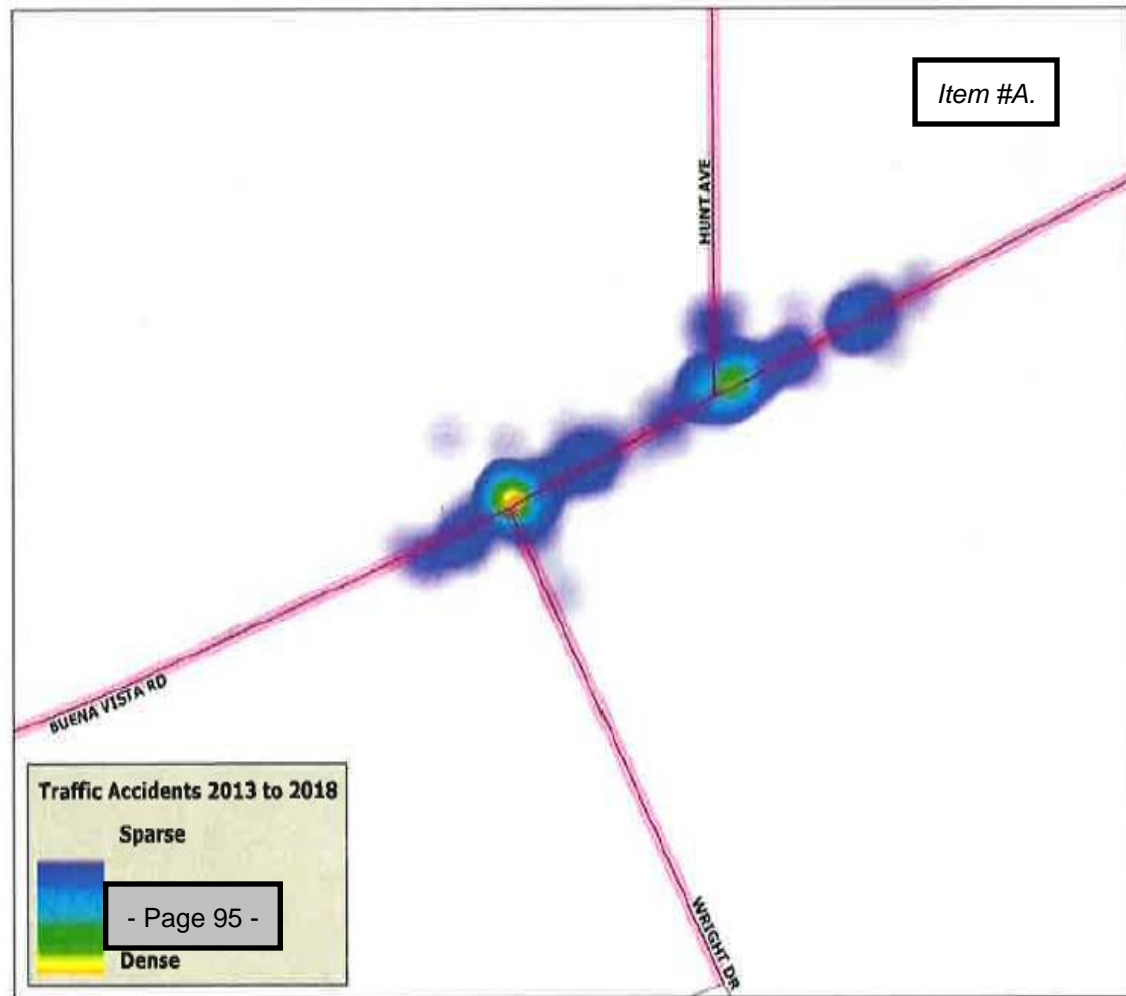 Item #A.
HUNT AVE
BUENA VISTA RD
WRIGHT DR
Traffic Accidents 2013 to 2018
Sparse
- Page 95 -
Dense